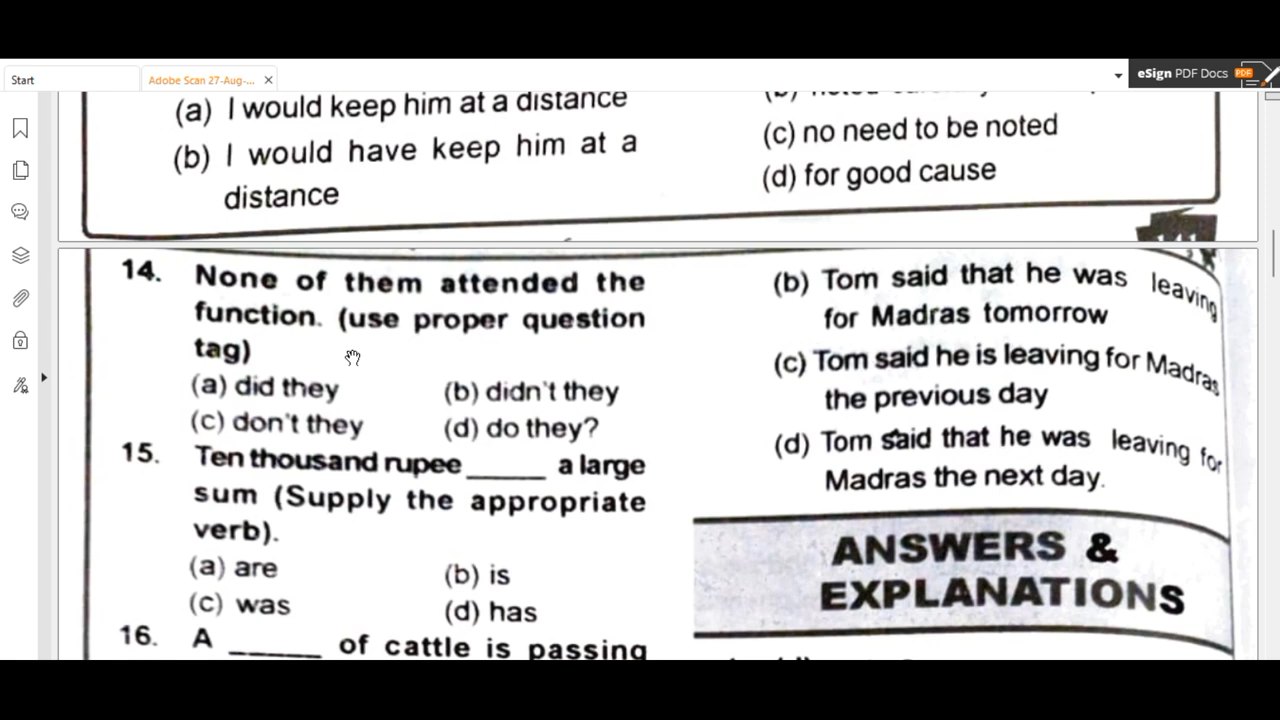 Start
Adobe Scan 27-Aug-...
eSign PDF Docs
PDF
(a) I would keep him at a distance
(b) I would have keep him at a
distance
(c) no need to be noted
(d) for good cause
14. None of them attended the
function. (use proper question
tag)
(a) did they (b) didn't they
(c) don't they (d) do they?
15. Ten thousand rupee _____ a large
sum (Supply the appropriate
verb).
(a) are (b) is
(c) was (d) has
16. A ______ of cattle is passing
(b) Tom said that he was leaving
for Madras tomorrow
(c) Tom said he is leaving for Madras
the previous day
(d) Tom said that he was leaving for
Madras the next day.
ANSWERS &
EXPLANATIONS